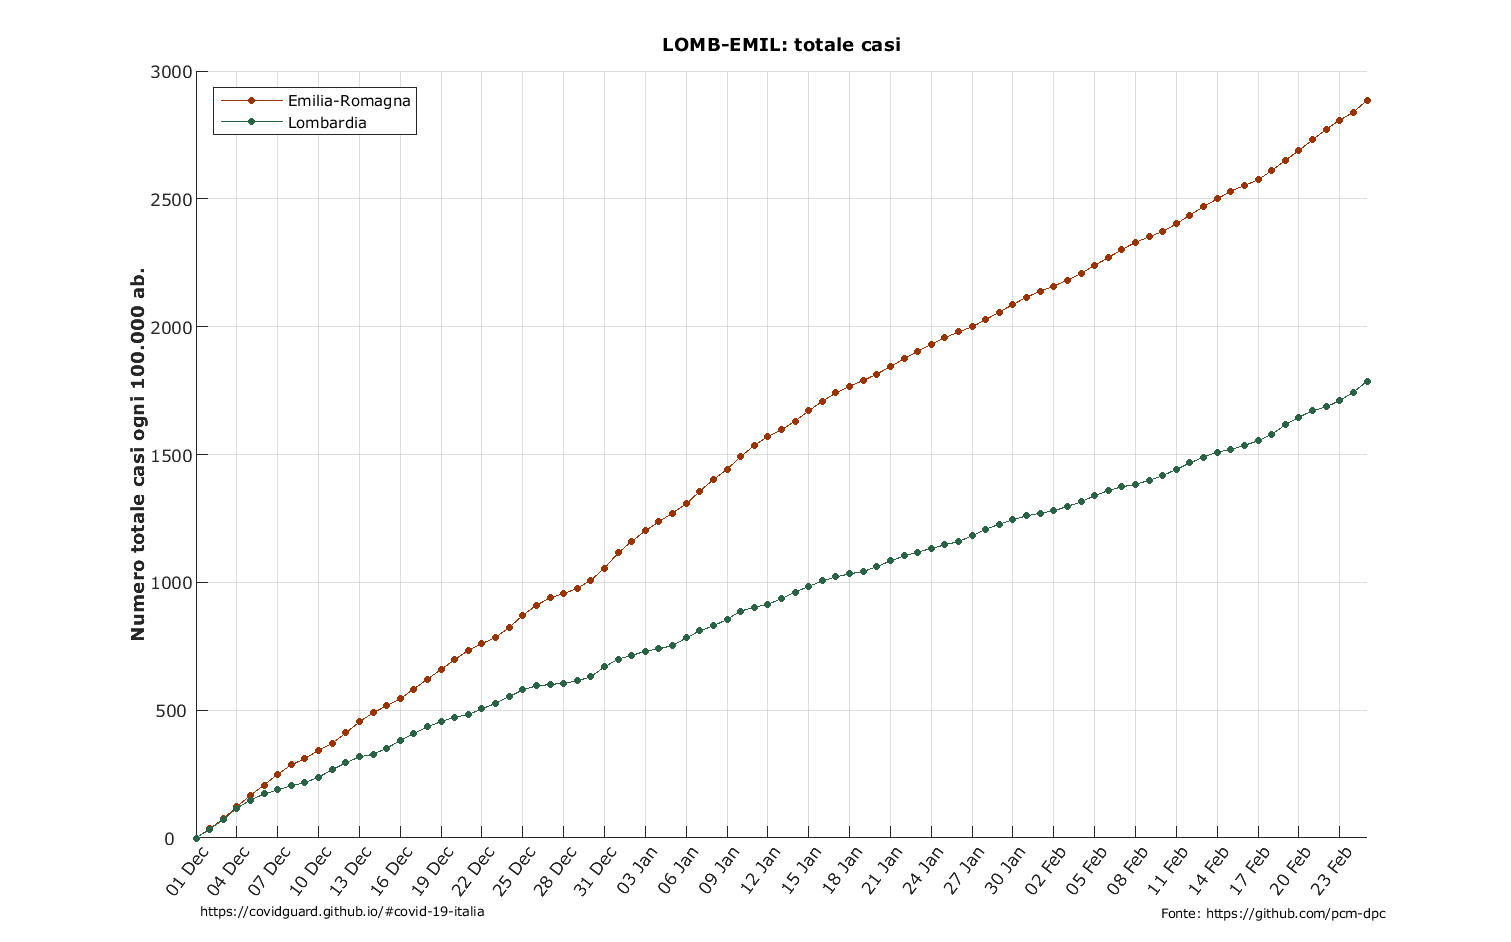 LOMB-EMIL: totale casi
Emilia-Romagna
Lombardia
Numero totale casi ogni 100.000 ab.
3000
2500
2000
1500
1000
500
0
01 Dec
04 Dec
07 Dec
10 Dec
13 Dec
16 Dec
19 Dec
22 Dec
25 Dec
28 Dec
31 Dec
03 Jan
06 Jan
09 Jan
12 Jan
15 Jan
18 Jan
21 Jan
24 Jan
27 Jan
30 Jan
02 Feb
05 Feb
08 Feb
11 Feb
14 Feb
17 Feb
20 Feb
23 Feb
https://covidguard.github.io/#covid-19-italia
Fonte: https://github.com/pcm-dpc